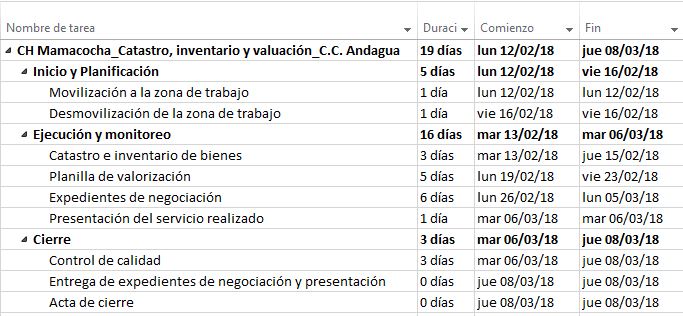 Nombre de tarea Duraci Comienzo Fin
CH Mamacocha_Catastro, inventario y valuación_C.C. Andagua 19 días lun 12/02/18 jue 08/03/18
Inicio y Planificación 5 días lun 12/02/18 vie 16/02/18
Movilización a la zona de trabajo 1 día lun 12/02/18 lun 12/02/18
Desmovilización de la zona de trabajo 1 día vie 16/02/18 vie 16/02/18
Ejecución y monitoreo 16 días mar 13/02/18 mar 06/03/18
Catastro e inventario de bienes 3 días mar 13/02/18 jue 15/02/18
Planilla de valorización 5 días lun 19/02/18 vie 23/02/18
Expedientes de negociación 6 días lun 26/02/18 lun 05/03/18
Presentación del servicio realizado 1 día mar 06/03/18 mar 06/03/18
Cierre 3 días mar 06/03/18 jue 08/03/18
Control de calidad 3 días mar 06/03/18 jue 08/03/18
Entrega de expedientes de negociación y presentación 0 días jue 08/03/18 jue 08/03/18
Acta de cierre 0 días jue 08/03/18 jue 08/03/18